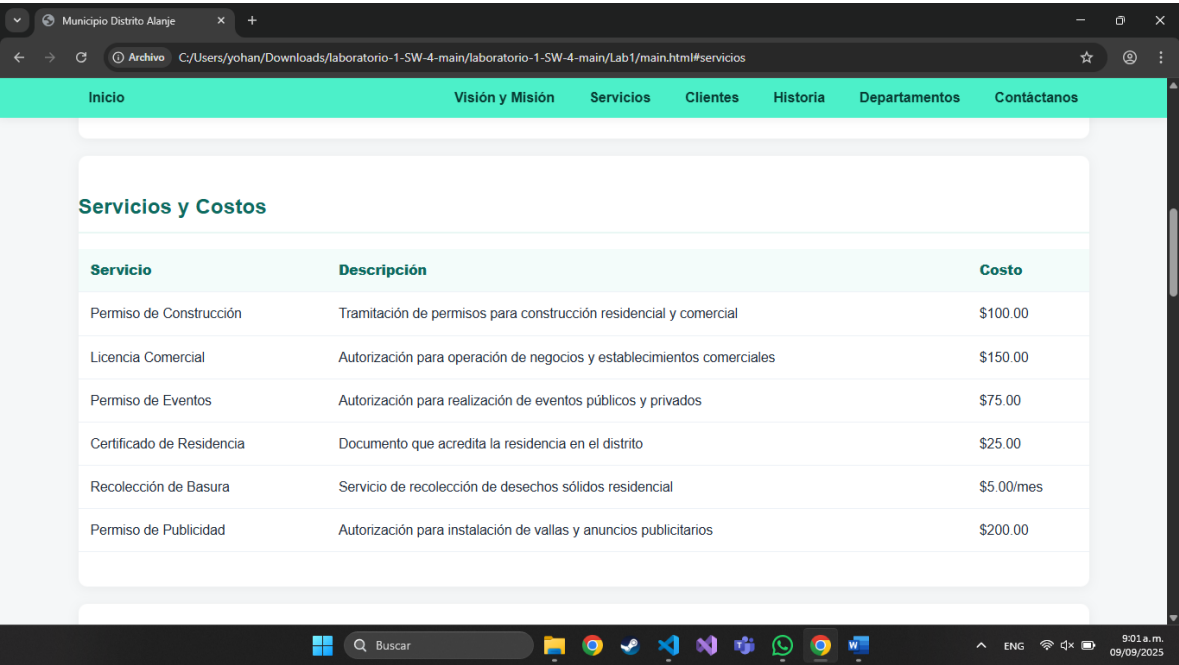 Municipio Distrito Alanje
Archivo C:/Users/yohan/Downloads/laboratorio-1-SW-4-main/laboratorio-1-SW-4-main/Lab1/main.html#servicios
Inicio Visión y Misión Servicios Clientes Historia Departamentos Contáctanos
Servicios y Costos
Servicio Descripción Costo
Permiso de Construcción Tramitación de permisos para construcción residencial y comercial $100.00
Licencia Comercial Autorización para operación de negocios y establecimientos comerciales $150.00
Permiso de Eventos Autorización para realización de eventos públicos y privados $75.00
Certificado de Residencia Documento que acredita la residencia en el distrito $25.00
Recolección de Basura Servicio de recolección de desechos sólidos residencial $5.00/mes
Permiso de Publicidad Autorización para instalación de vallas y anuncios publicitarios $200.00
Buscar ENG 9:01 a.m.
09/09/2025